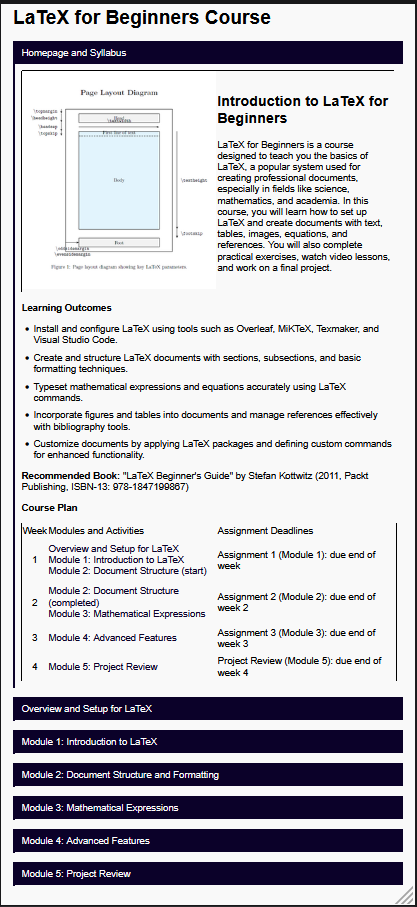 LaTeX for Beginners Course
Homepage and Syllabus
Page Layout Diagram
\topmargin
\headheight
\headsep
\topskip
Head
First line of text
Body
\textheight
\footskip
Foot
\evensidemargin
Figure 1: Page layout diagram showing key LaTeX parameters.
Introduction to LaTeX for
Beginners
LaTeX for Beginners is a course
designed to teach you the basics of
LaTeX, a popular system used for
creating professional documents,
especially in fields like science,
mathematics, and academia. In this
course, you will learn how to set up
LaTeX and create documents with text,
tables, images, equations, and
references. You will also complete
practical exercises, watch video lessons,
and work on a final project.
Learning Outcomes
• Install and configure LaTeX using tools such as Overleaf, MiKTeX, Texmaker, and
Visual Studio Code.
• Create and structure LaTeX documents with sections, subsections, and basic
formatting techniques.
• Typeset mathematical expressions and equations accurately using LaTeX
commands.
• Incorporate figures and tables into documents and manage references effectively
with bibliography tools.
• Customize documents by applying LaTeX packages and defining custom commands
for enhanced functionality.
Recommended Book: "LaTeX Beginner's Guide" by Stefan Kottwitz (2011, Packt
Publishing, ISBN-13: 978-1847199867)
Course Plan
Week Modules and Activities Assignment Deadlines
1 Overview and Setup for LaTeX
Module 1: Introduction to LaTeX
Module 2: Document Structure (start)
Assignment 1 (Module 1): due end of
week
2 Module 2: Document Structure
(completed)
Module 3: Mathematical Expressions
Assignment 2 (Module 2): due end of
week 2
3 Module 4: Advanced Features
Assignment 3 (Module 3): due end of
week 3
4 Module 5: Project Review
Project Review (Module 5): due end of
week 4
Overview and Setup for LaTeX
Module 1: Introduction to LaTeX
Module 2: Document Structure and Formatting
Module 3: Mathematical Expressions
Module 4: Advanced Features
Module 5: Project Review